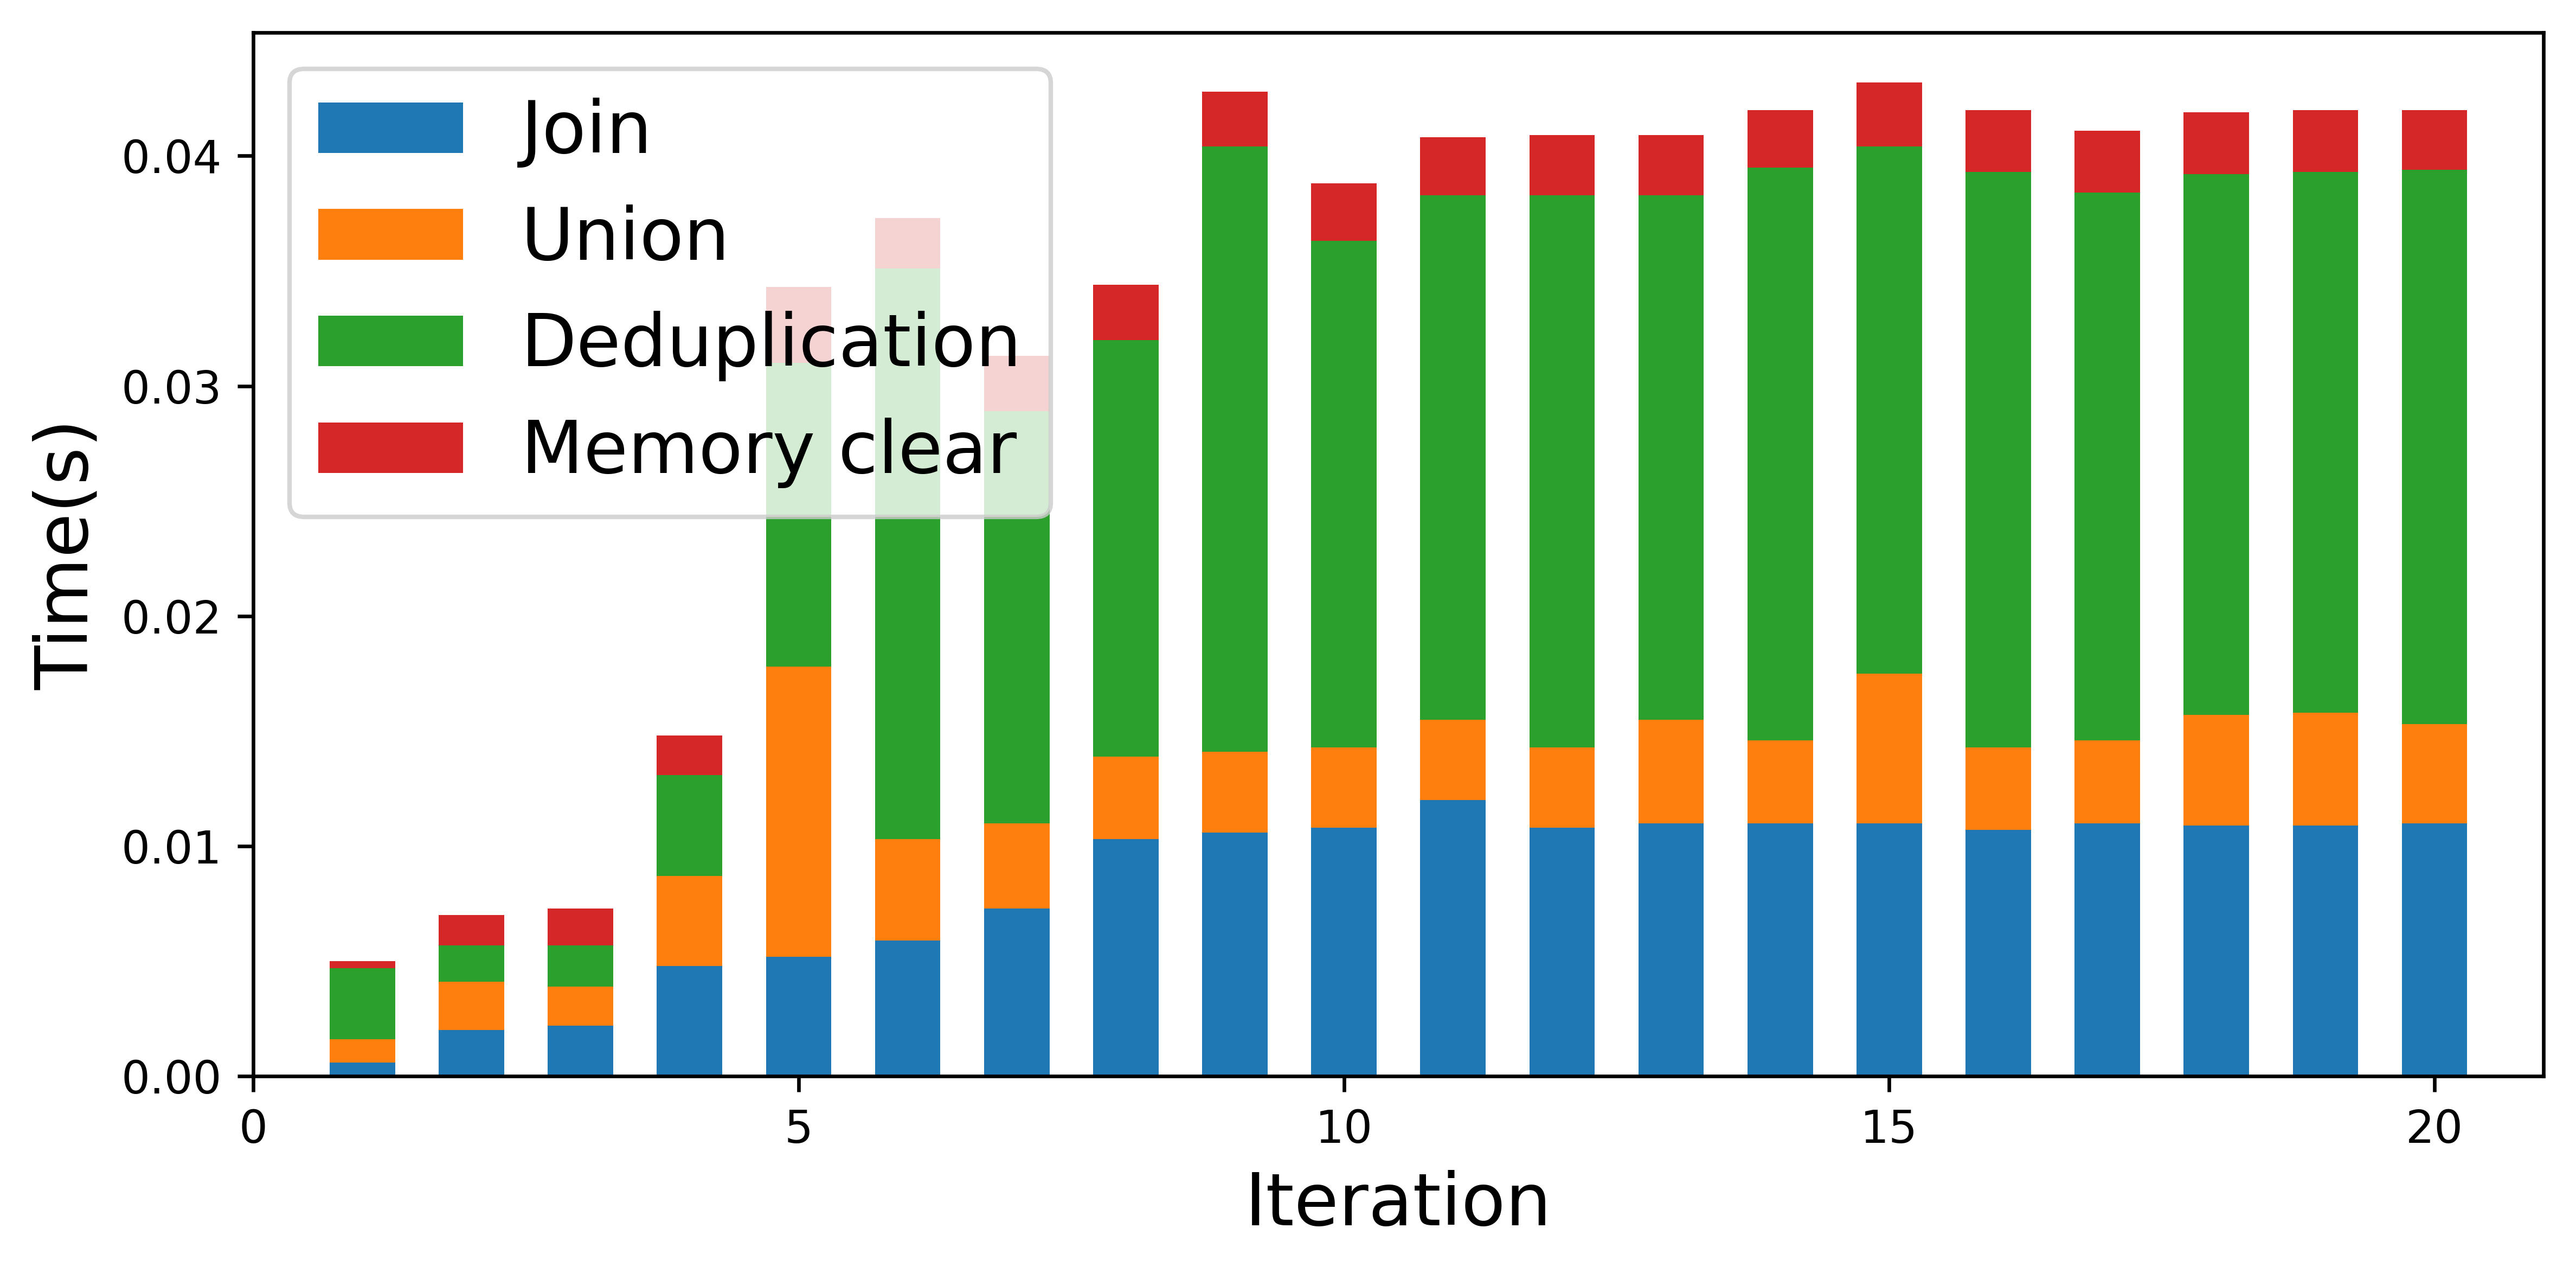 Join
Union
Deduplication
Memory clear
0.04
0.03
0.02
0.01
0.00
Time(s)
0 5 10 15 20
Iteration